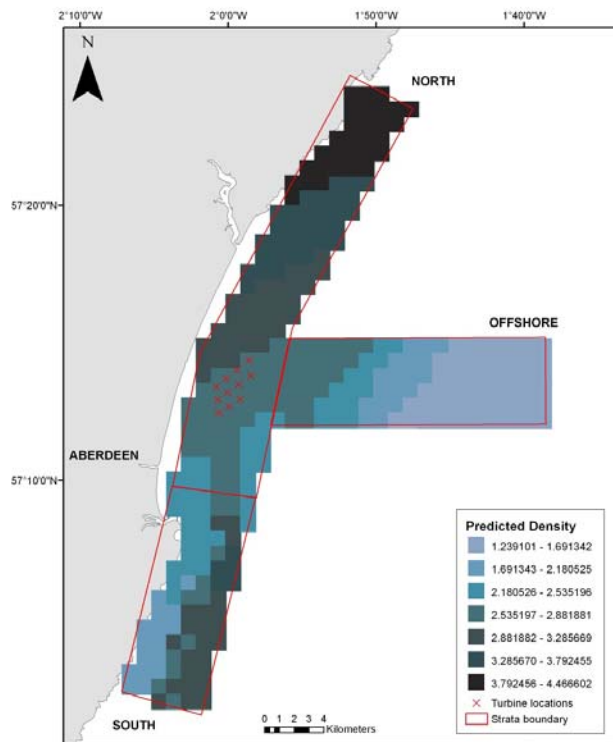 2°10'0"W 2°0'0"W 1°50'0"W 1°40'0"W
N
NORTH
57°20'0"N
OFFSHORE
ABERDEEN
57°10'0"N
SOUTH
Predicted Density
1.239101 - 1.691342
1.691343 - 2.180525
2.180526 - 2.535196
2.535197 - 2.881881
2.881882 - 3.285669
3.285670 - 3.792455
3.792456 - 4.466602
Turbine locations
Strata boundary
0 1 2 3 4
Kilometers